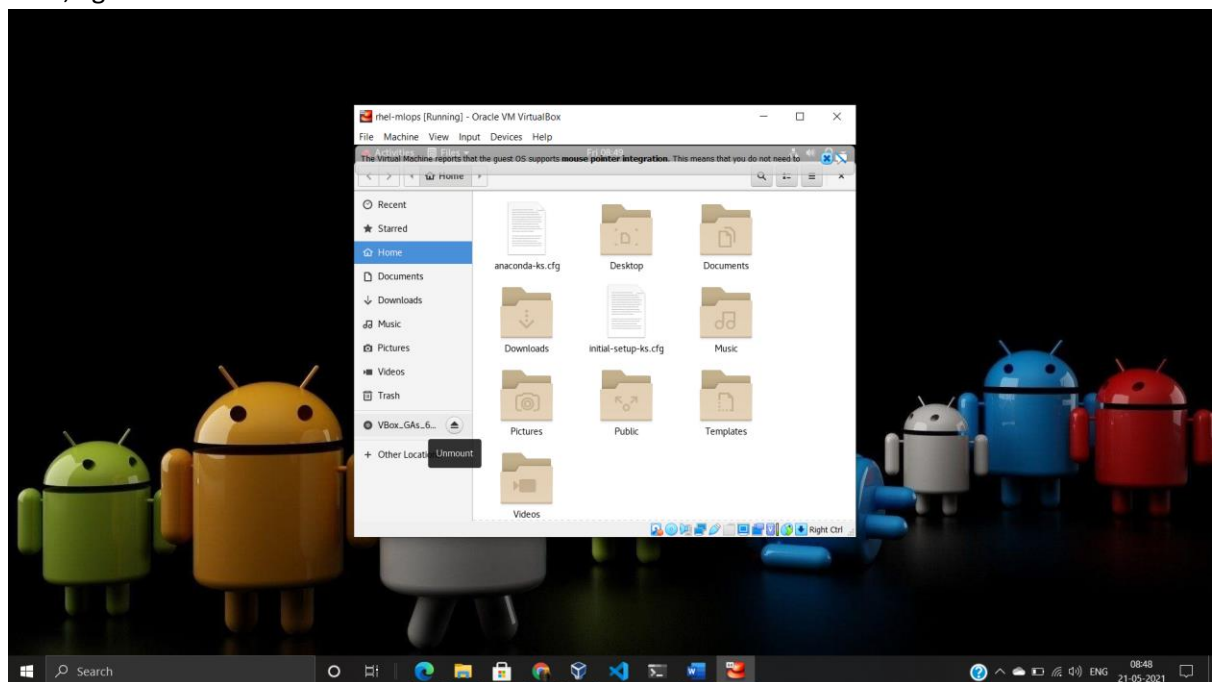 rhel-mlops [Running] - Oracle VM VirtualBox
File Machine View Input Devices Help
Activities Files Fri 08:49
The Virtual Machine reports that the guest OS supports mouse pointer integration. This means that you do not need to
Home
Recent
Starred
Home
Documents
Downloads
Music
Pictures
Videos
Trash
VBox_GAs_6...
Unmount
+ Other Locati
anaconda-ks.cfg Desktop Documents
Downloads initial-setup-ks.cfg Music
Pictures Public Templates
Videos
Right Ctrl
Search
ENG
08:48
21-05-2021